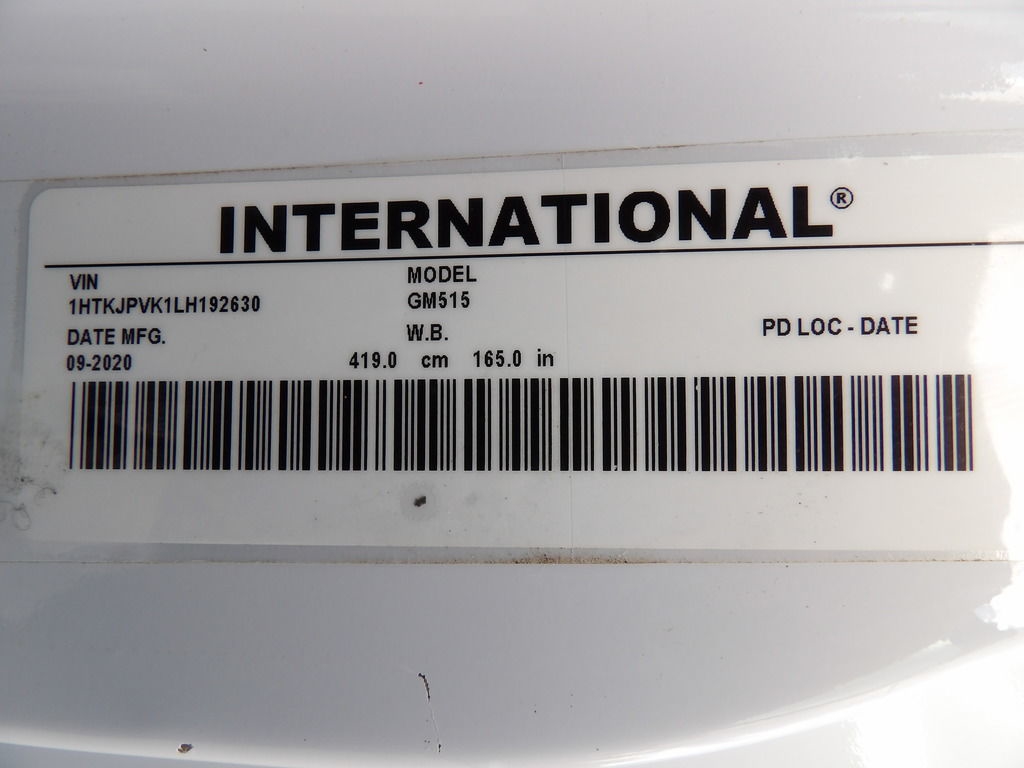 INTERNATIONAL®
VIN MODEL
1HTKJPVK1LH192630 GM515
DATE MFG. W.B. PD LOC - DATE
09-2020 419.0 cm 165.0 in